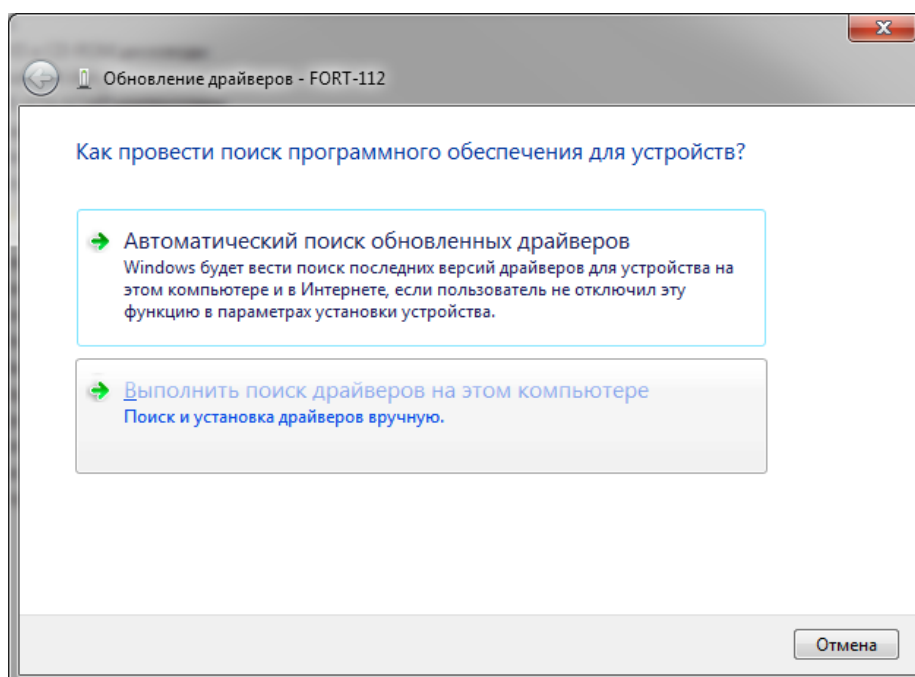 Обновление драйверов - FORT-112
Как провести поиск программного обеспечения для устройств?
Автоматический поиск обновленных драйверов
Windows будет вести поиск последних версий драйверов для устройства на
этом компьютере и в Интернете, если пользователь не отключил эту
функцию в параметрах установки устройства.
Выполнить поиск драйверов на этом компьютере
Поиск и установка драйверов вручную.
Отмена